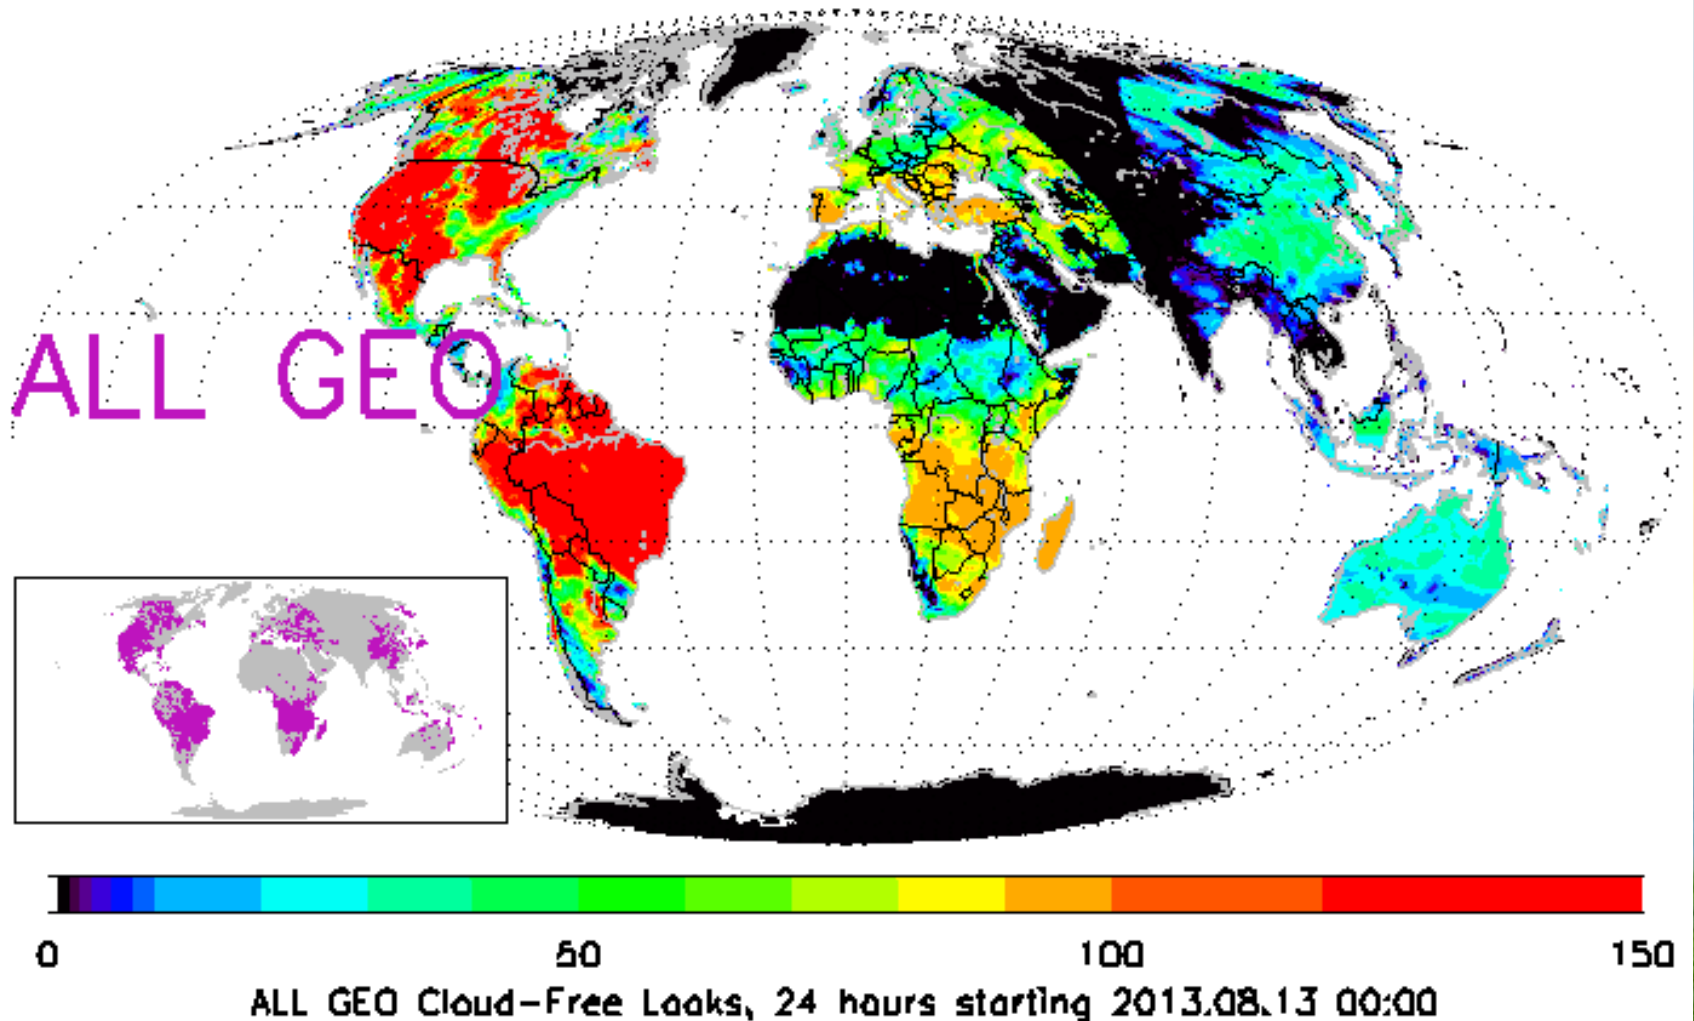 ALL GEO
0 50 100 150
ALL GEO Cloud-Free Looks, 24 hours starting 2013.08.13 00:00